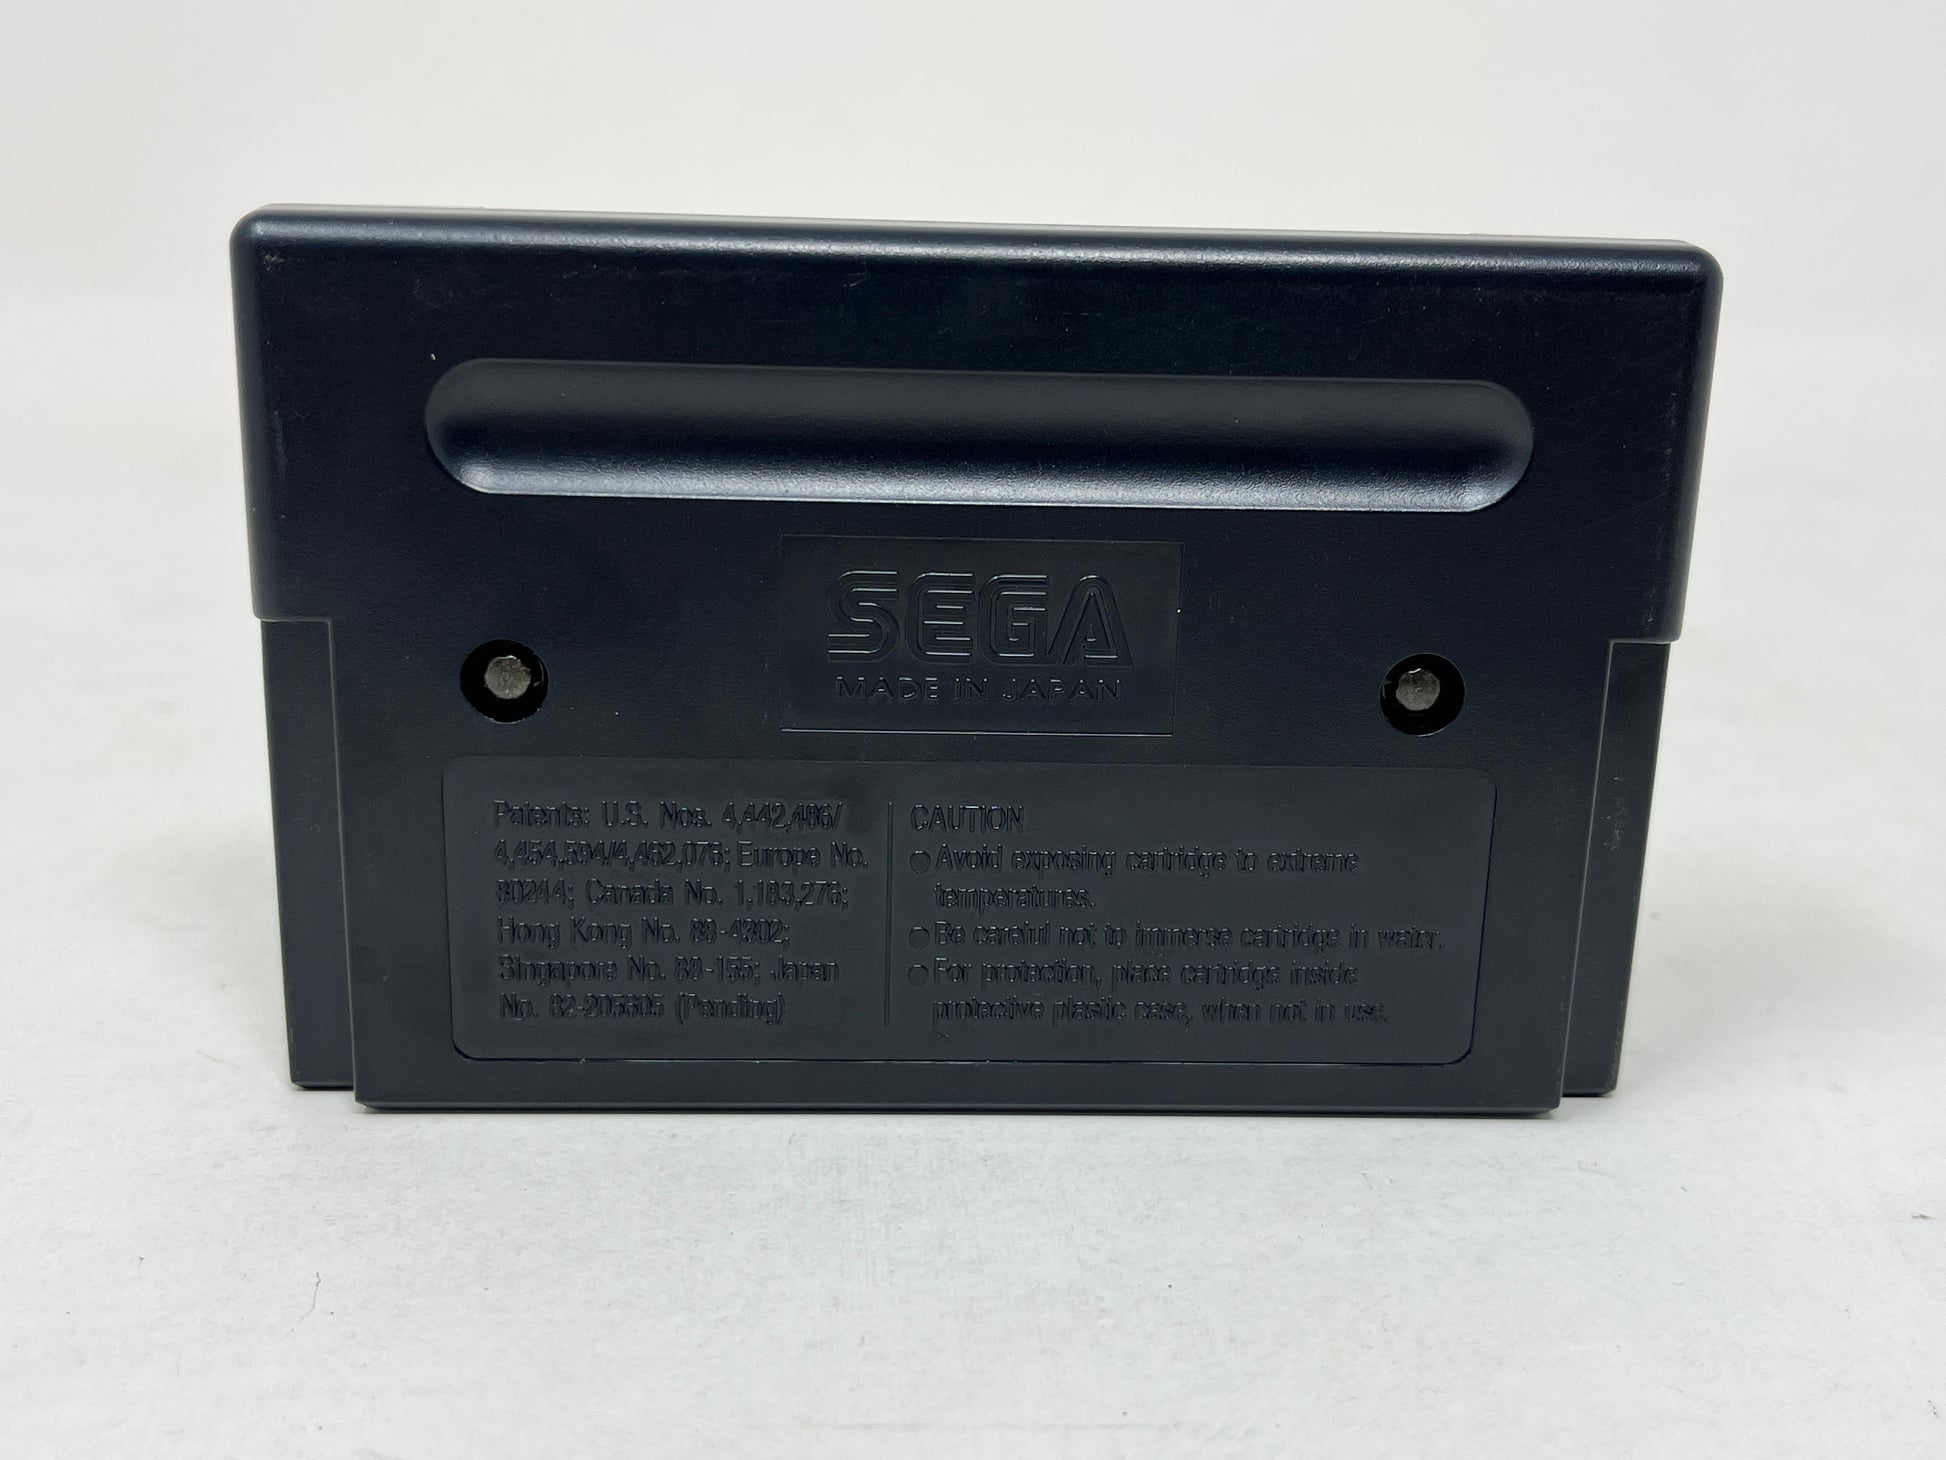 SEGA
MADE IN JAPAN
Patents: U.S. Nos. 4,442,486/
4,454,594/4,462,076; Europe No.
80244; Canada No. 1,183,276;
Hong Kong No. 88-4302;
Singapore No. 88-155; Japan
No. 82-205605 (Pending)
CAUTION
● Avoid exposing cartridge to extreme
temperatures.
● Be careful not to immerse cartridge in water.
● For protection, place cartridge inside
protective plastic case, when not in use.